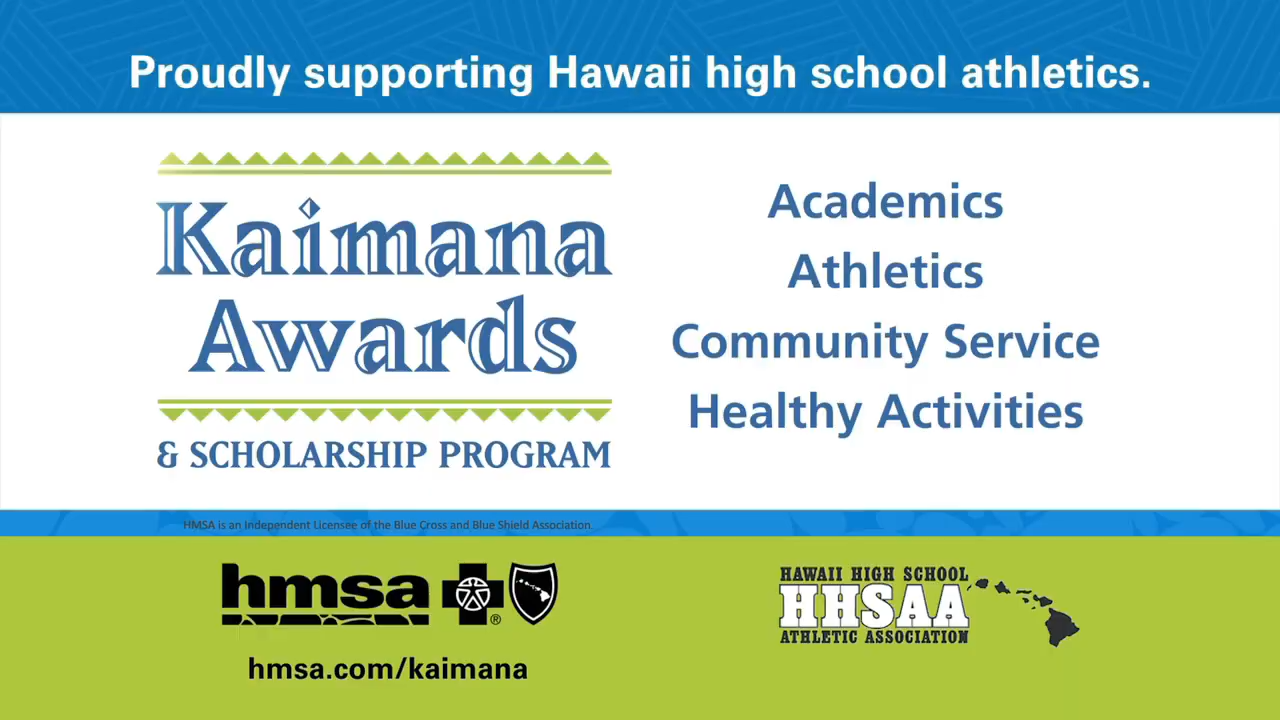 Proudly supporting Hawaii high school athletics.
Kaimana
Awards
& SCHOLARSHIP PROGRAM
Academics
Athletics
Community Service
Healthy Activities
HMSA is an Independent Licensee of the Blue Cross and Blue Shield Association.
hmsa ®
hmsa.com/kaimana
HAWAII HIGH SCHOOL
HHSAA
ATHLETIC ASSOCIATION